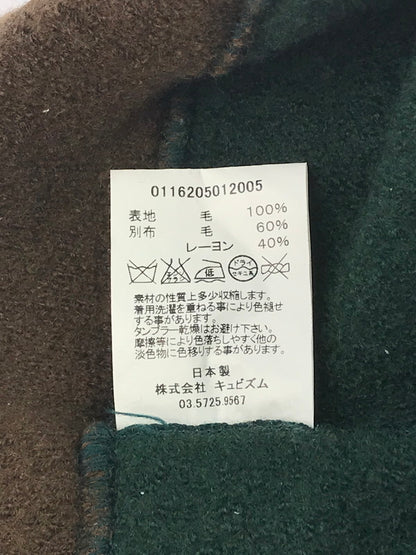 0116205012005
表地 毛 100%
別布 毛 60%
レーヨン 40%
低 ドライ
素材の性質上多少収縮します。
着用洗濯を重ねる事により色褪せ
する事があります。
タンブラー乾燥はお避け下さい。
摩擦等により色落ちしやすく他の
淡色物に色移りする事があります。
日本製
株式会社 キュビズム
03.5725.9567